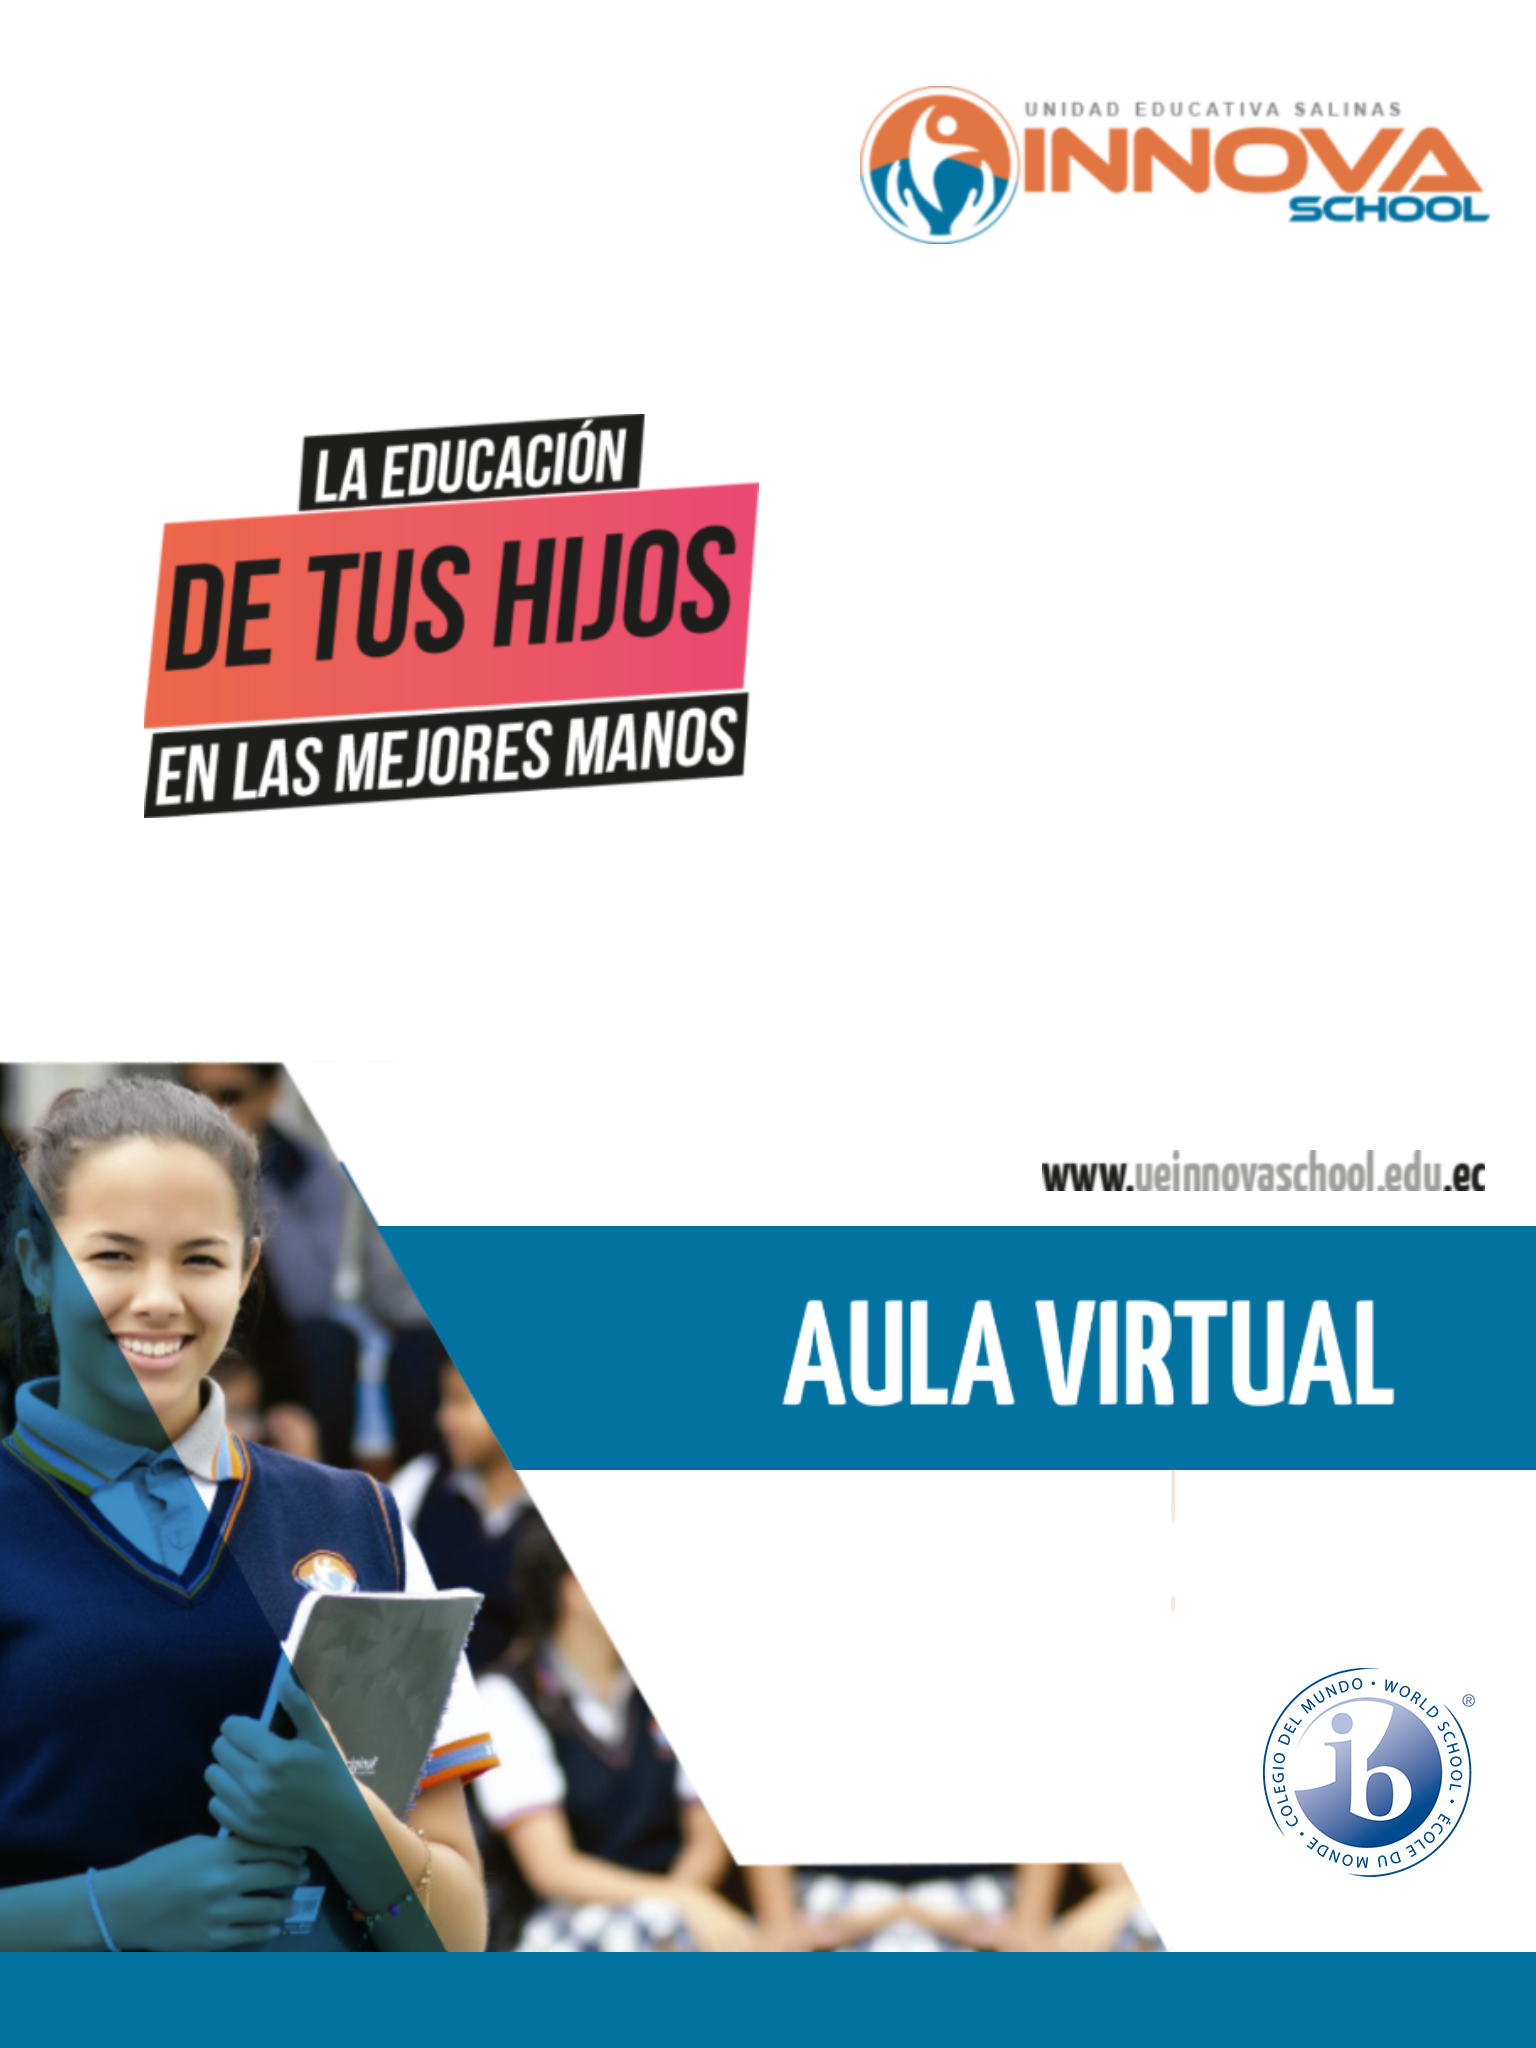 UNIDAD EDUCATIVA SALINAS
INNOVA
SCHOOL
LA EDUCACIÓN
DE TUS HIJOS
EN LAS MEJORES MANOS
www.ueinnovaschool.edu.ec
AULA VIRTUAL
COLEGIO DEL MUNDO • WORLD SCHOOL • ÉCOLE DU MONDE •
ib
®